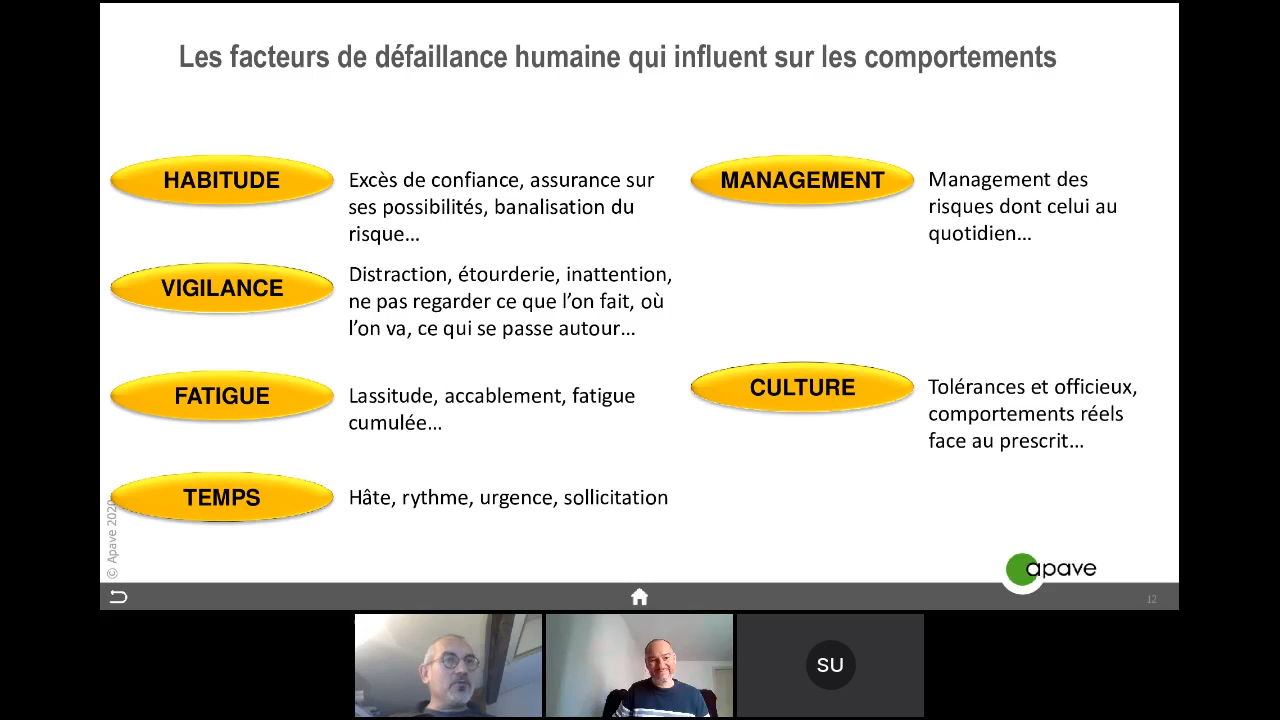 Les facteurs de défaillance humaine qui influent sur les comportements
HABITUDE
Excès de confiance, assurance sur
ses possibilités, banalisation du
risque...
VIGILANCE
Distraction, étourderie, inattention,
ne pas regarder ce que l’on fait, où
l’on va, ce qui se passe autour...
FATIGUE
Lassitude, accablement, fatigue
cumulée...
TEMPS
Hâte, rythme, urgence, sollicitation
MANAGEMENT
Management des
risques dont celui au
quotidien...
CULTURE
Tolérances et officieux,
comportements réels
face au prescrit...
© Apave 2020
apave
12
SU